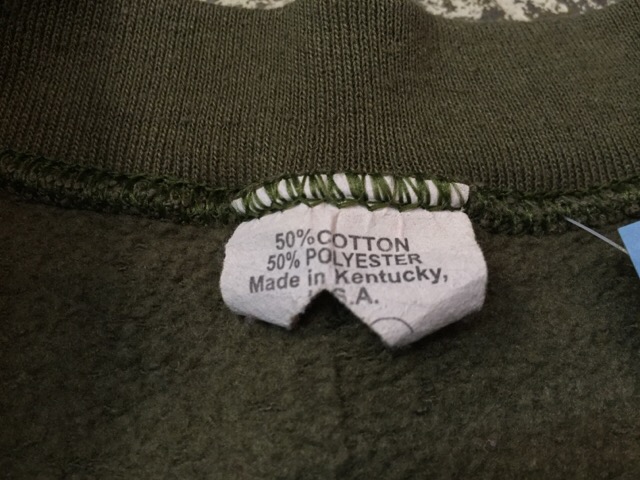 50% COTTON
50% POLYESTER
Made in Kentucky,
S.A.